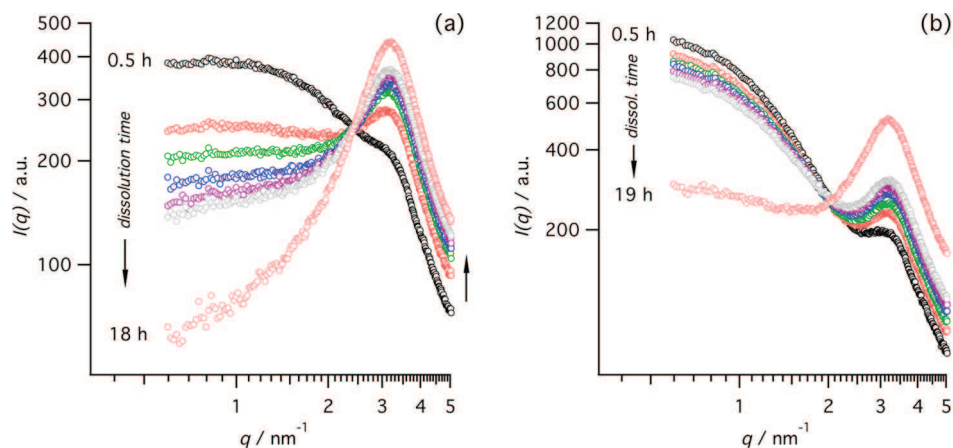 (a)
500
400
300
200
100
I(q) / a.u.
0.5 h
dissolution time
18 h
1
2
3
4
5
q / nm⁻¹
(b)
1200
1000
800
600
400
200
I(q) / a.u.
0.5 h
dissol. time
19 h
1
2
3
4
5
q / nm⁻¹